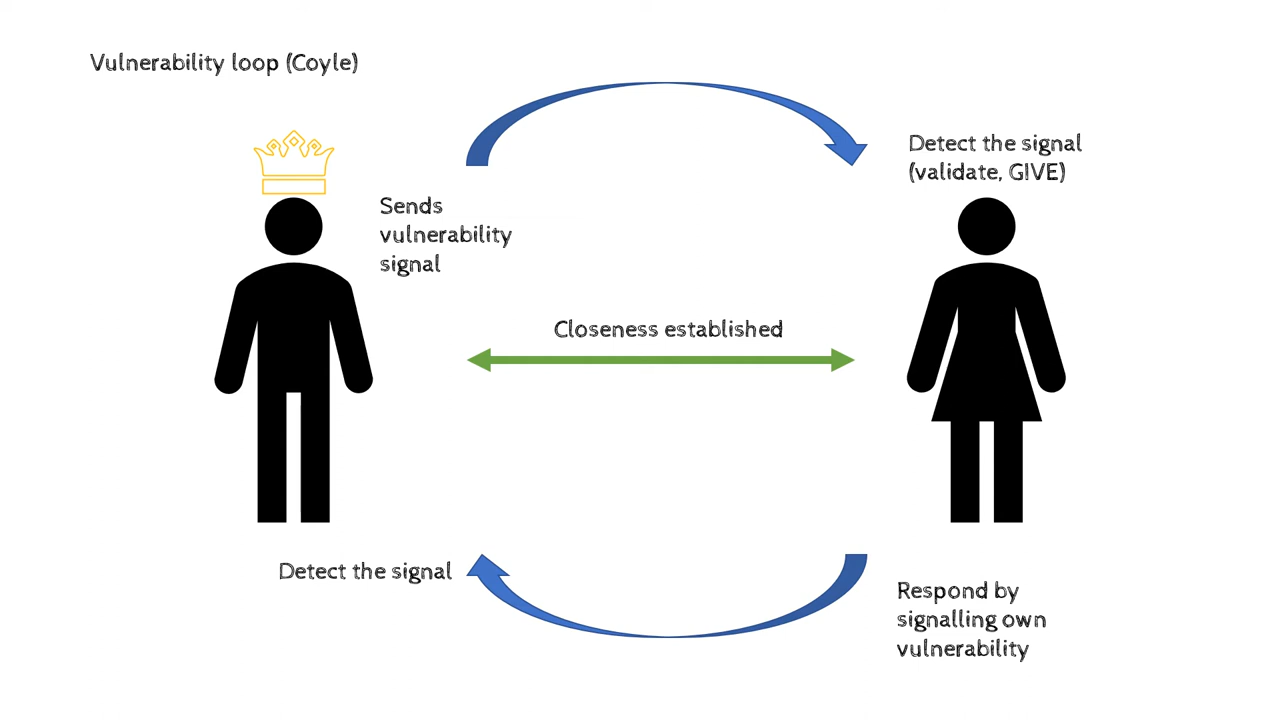 Vulnerability loop (Coyle)
Detect the signal
(validate, GIVE)
Sends
vulnerability
signal
Closeness established
Detect the signal
Respond by
signalling own
vulnerability